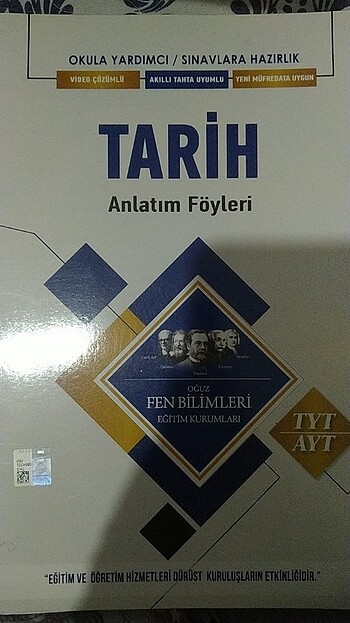 OKULA YARDIMCI / SINAVLARA HAZIRLIK
VİDEO ÇÖZÜMLÜ
AKILLI TAHTA UYUMLU
YENİ MÜFREDATA UYGUN
TARİH
Anlatım Föyleri
OĞUZ
FEN BİLİMLERİ
EĞİTİM KURUMLARI
TYT
AYT
"EĞİTİM VE ÖĞRETİM HİZMETLERİ DÜRÜST KURULUŞLARIN ETKİNLİĞİDİR."